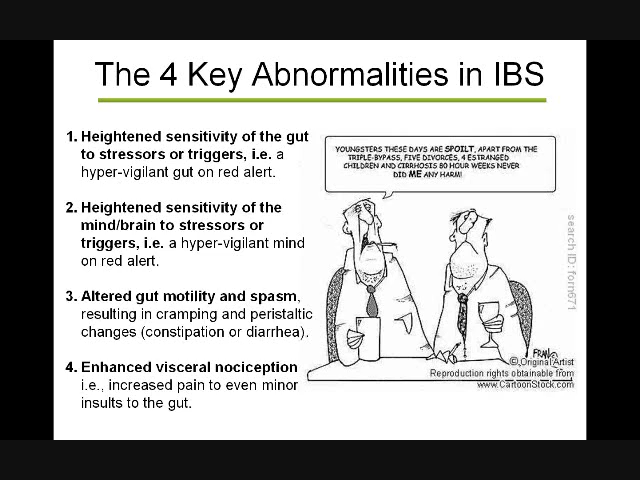 The 4 Key Abnormalities in IBS
1. Heightened sensitivity of the gut
to stressors or triggers, i.e. a
hyper-vigilant gut on red alert.
2. Heightened sensitivity of the
mind/brain to stressors or
triggers, i.e. a hyper-vigilant mind
on red alert.
3. Altered gut motility and spasm,
resulting in cramping and peristaltic
changes (constipation or diarrhea).
4. Enhanced visceral nociception
i.e., increased pain to even minor
insults to the gut.
YOUNGSTERS THESE DAYS ARE SPOILT, APART FROM THE
TRIPLE-BYPASS, FIVE DIVORCES, 4 ESTRANGED
CHILDREN AND CIRRHOSIS 80 HOUR WEEKS NEVER
DID ME ANY HARM!
search ID: forn671
FRAN
© Original Artist
Reproduction rights obtainable from
www.CartoonStock.com